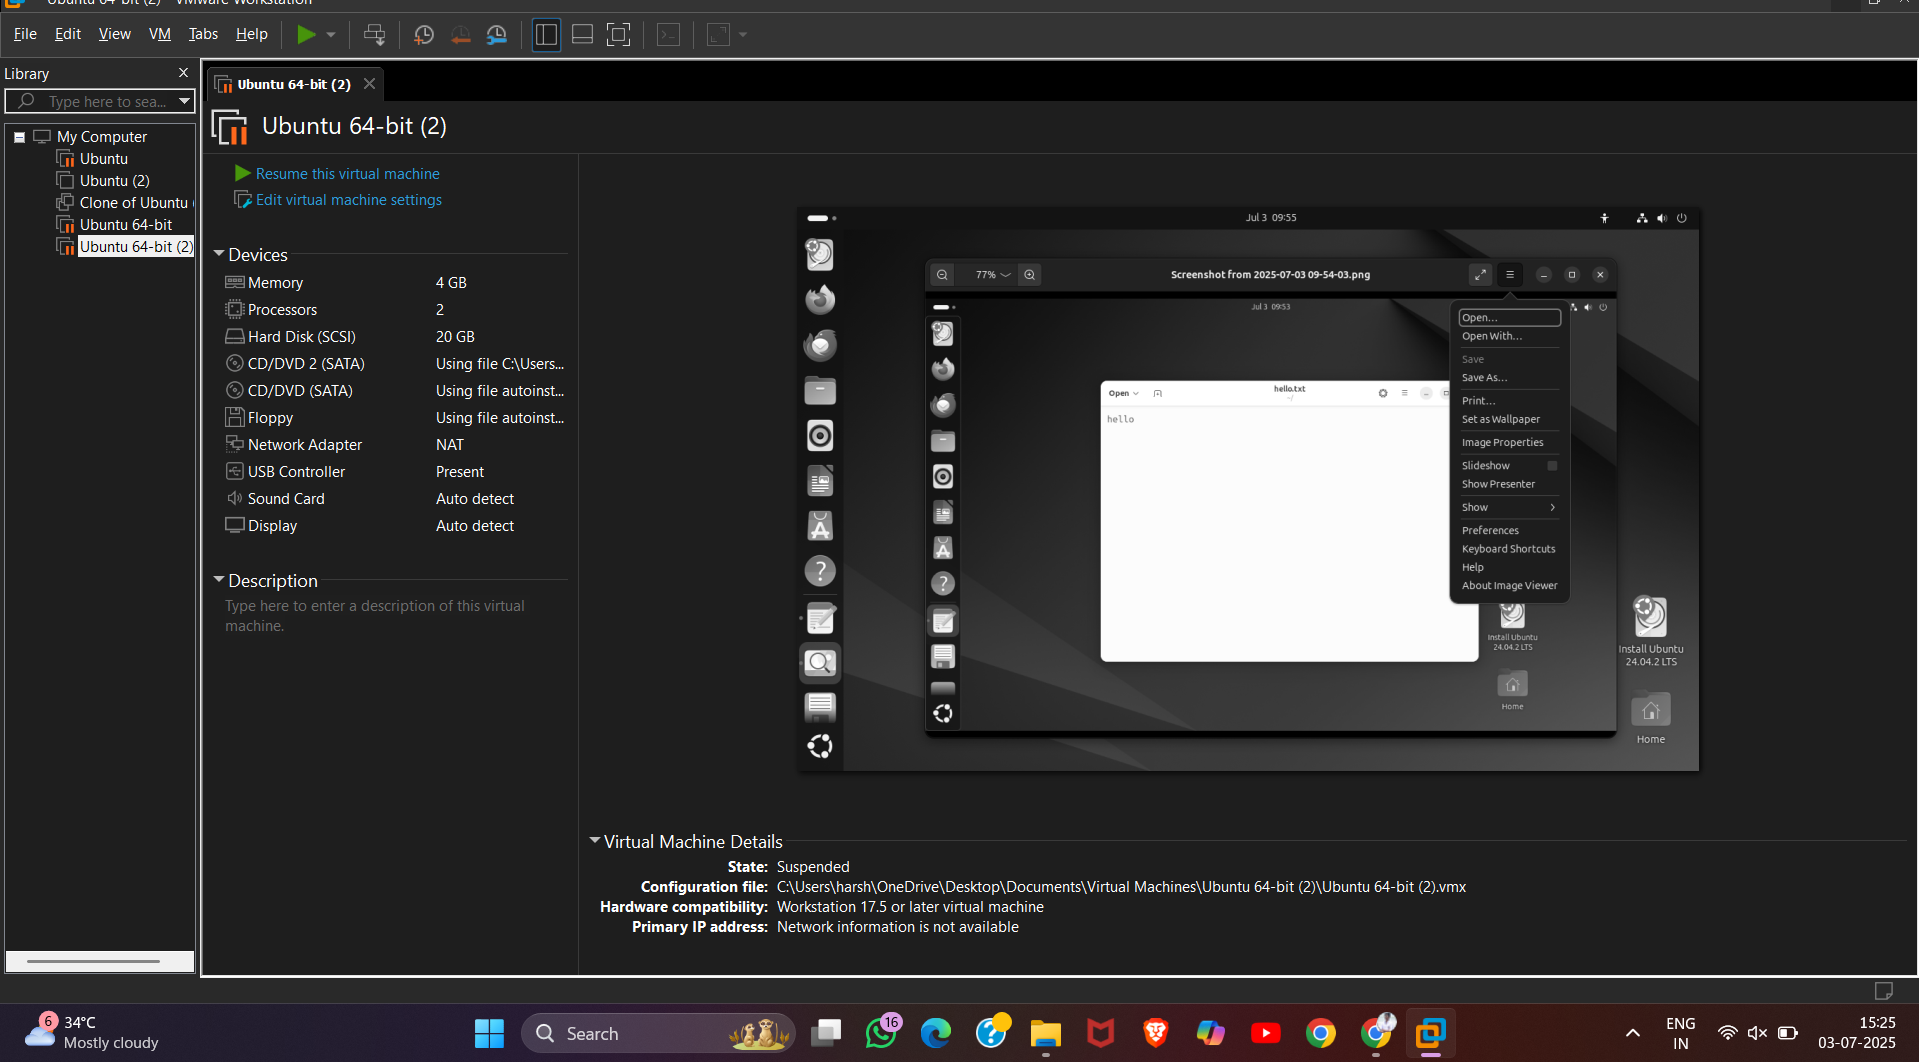 Ubuntu 64-bit (2) - VMware Workstation
File Edit View VM Tabs Help
Library
Type here to sea...
My Computer
Ubuntu
Ubuntu (2)
Clone of Ubuntu
Ubuntu 64-bit
Ubuntu 64-bit (2)
Ubuntu 64-bit (2)
Ubuntu 64-bit (2)
Resume this virtual machine
Edit virtual machine settings
Devices
Memory 4 GB
Processors 2
Hard Disk (SCSI) 20 GB
CD/DVD 2 (SATA) Using file C:\Users...
CD/DVD (SATA) Using file autoinst...
Floppy Using file autoinst...
Network Adapter NAT
USB Controller Present
Sound Card Auto detect
Display Auto detect
Description
Type here to enter a description of this virtual
machine.
Jul 3 09:55
77%
Screenshot from 2025-07-03 09-54-03.png
Jul 3 09:53
Open
hello.txt
~/
hello
Open...
Open With...
Save
Save As...
Print...
Set as Wallpaper
Image Properties
Slideshow
Show Presenter
Show
Preferences
Keyboard Shortcuts
Help
About Image Viewer
Install Ubuntu
24.04.2 LTS
Home
Install Ubuntu
24.04.2 LTS
Home
Virtual Machine Details
State: Suspended
Configuration file: C:\Users\harsh\OneDrive\Desktop\Documents\Virtual Machines\Ubuntu 64-bit (2)\Ubuntu 64-bit (2).vmx
Hardware compatibility: Workstation 17.5 or later virtual machine
Primary IP address: Network information is not available
6
34°C
Mostly cloudy
Search
16
ENG
IN
15:25
03-07-2025